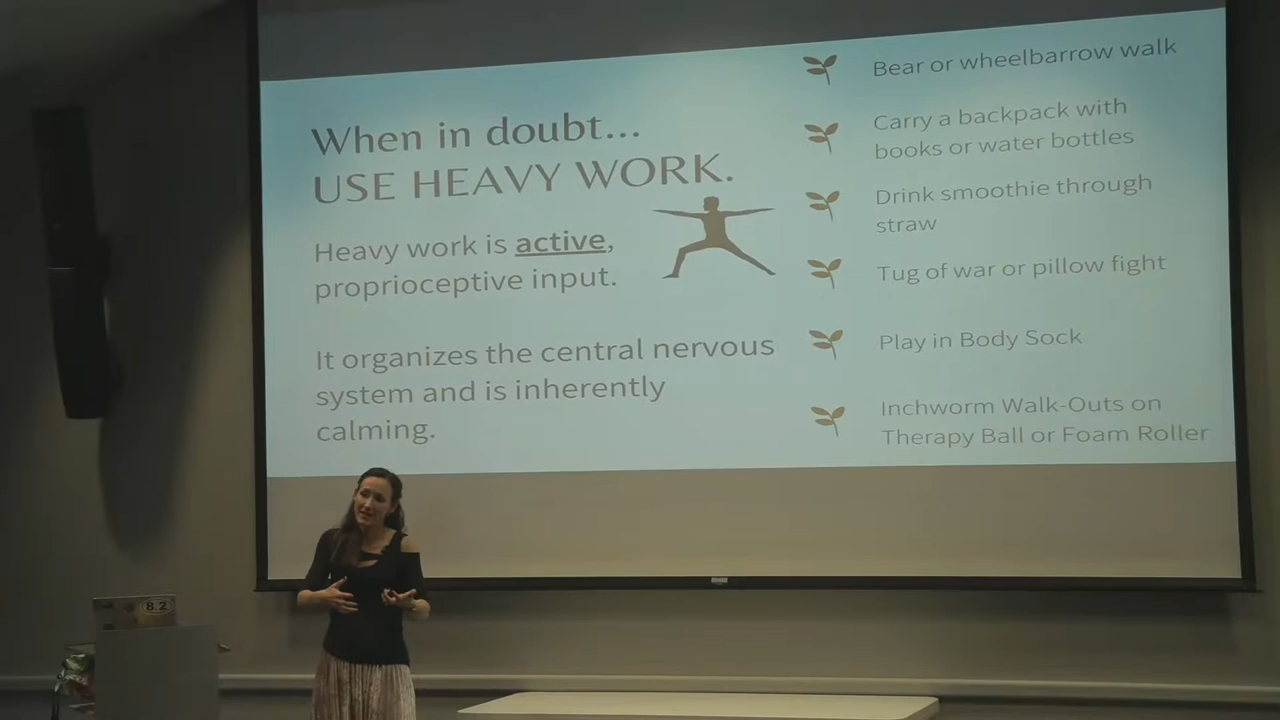 When in doubt...
USE HEAVY WORK.
Heavy work is active,
proprioceptive input.
It organizes the central nervous
system and is inherently
calming.
Bear or wheelbarrow walk
Carry a backpack with
books or water bottles
Drink smoothie through
straw
Tug of war or pillow fight
Play in Body Sock
Inchworm Walk-Outs on
Therapy Ball or Foam Roller
8.2